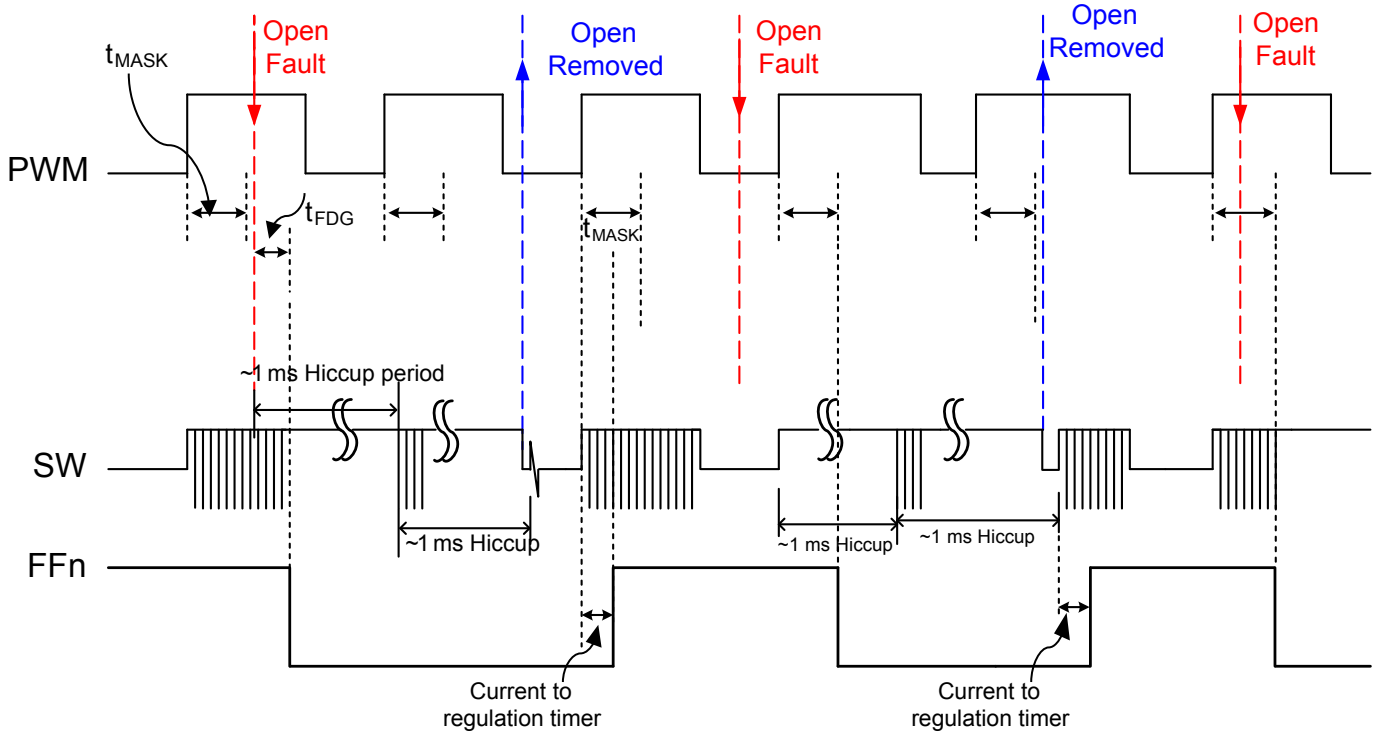 Open
Fault
Open
Removed
Open
Fault
Open
Removed
Open
Fault
tMASK
PWM
tFDG
tMASK
~1 ms Hiccup period
SW
~1 ms Hiccup
~1 ms Hiccup
~1 ms Hiccup
FFn
Current to
regulation timer
Current to
regulation timer